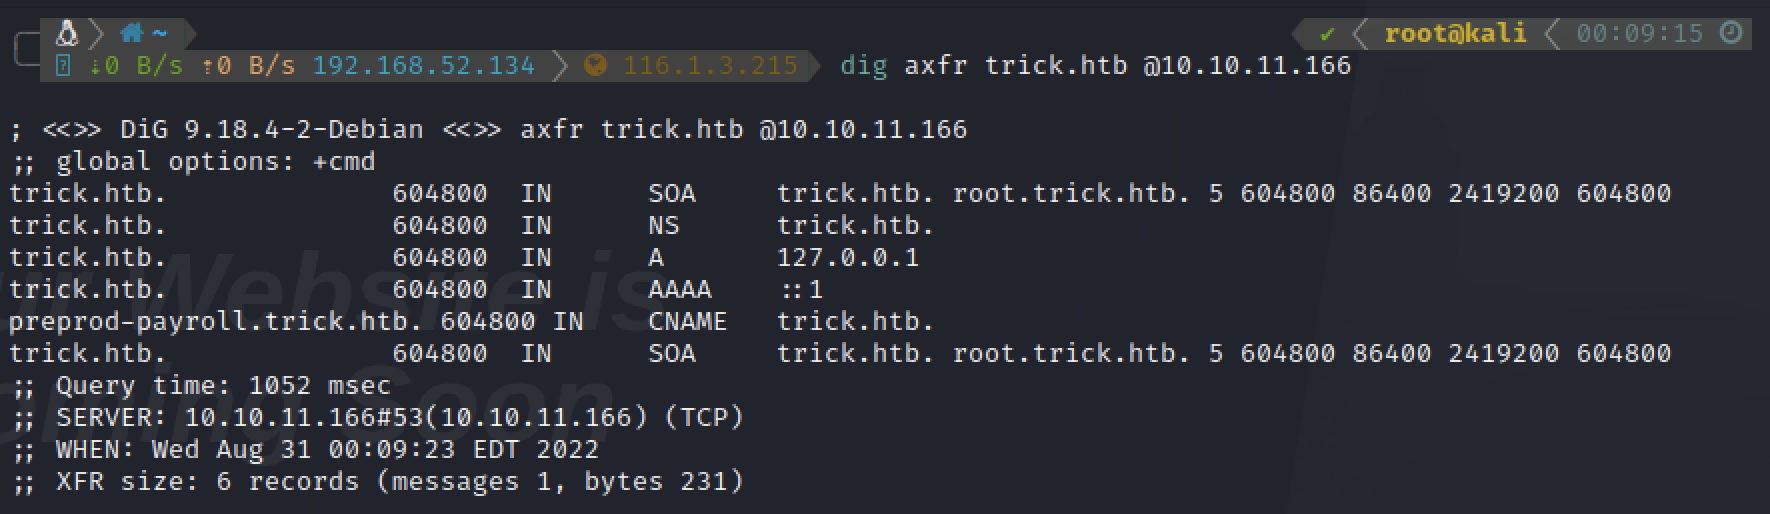 ~ ✔ root@kali 00:09:15
↓0 B/s ↑0 B/s 192.168.52.134 116.1.3.215 dig axfr trick.htb @10.10.11.166
; <<>> DiG 9.18.4-2-Debian <<>> axfr trick.htb @10.10.11.166
;; global options: +cmd
trick.htb. 604800 IN SOA trick.htb. root.trick.htb. 5 604800 86400 2419200 604800
trick.htb. 604800 IN NS trick.htb.
trick.htb. 604800 IN A 127.0.0.1
trick.htb. 604800 IN AAAA ::1
preprod-payroll.trick.htb. 604800 IN CNAME trick.htb.
trick.htb. 604800 IN SOA trick.htb. root.trick.htb. 5 604800 86400 2419200 604800
;; Query time: 1052 msec
;; SERVER: 10.10.11.166#53(10.10.11.166) (TCP)
;; WHEN: Wed Aug 31 00:09:23 EDT 2022
;; XFR size: 6 records (messages 1, bytes 231)
Website is
Soon